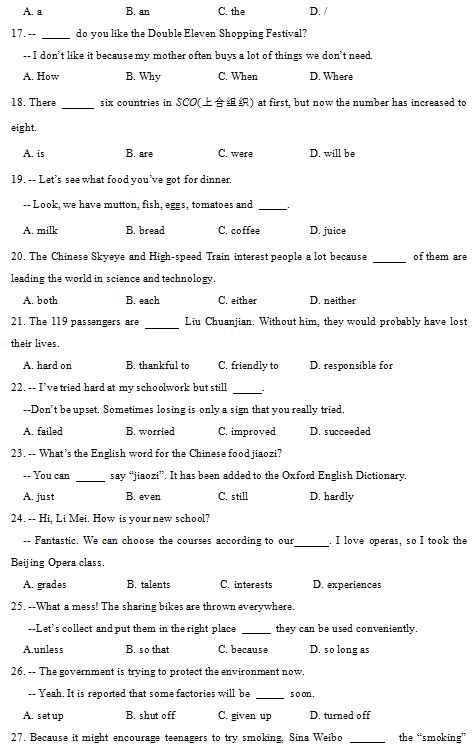 A. a B. an C. the D. /
17. -- _____ do you like the Double Eleven Shopping Festival?
-- I don't like it because my mother often buys a lot of things we don't need.
A. How B. Why C. When D. Where
18. There ______ six countries in SCO(上合组织) at first, but now the number has increased to
eight.
A. is B. are C. were D. will be
19. -- Let's see what food you've got for dinner.
-- Look, we have mutton, fish, eggs, tomatoes and _____.
A. milk B. bread C. coffee D. juice
20. The Chinese Skyeye and High-speed Train interest people a lot because ______ of them are
leading the world in science and technology.
A. both B. each C. either D. neither
21. The 119 passengers are ______ Liu Chuanjian. Without him, they would probably have lost
their lives.
A. hard on B. thankful to C. friendly to D. responsible for
22. -- I've tried hard at my schoolwork but still _____.
--Don't be upset. Sometimes losing is only a sign that you really tried.
A. failed B. worried C. improved D. succeeded
23. -- What's the English word for the Chinese food jiaozi?
-- You can _____ say “jiaozi”. It has been added to the Oxford English Dictionary.
A. just B. even C. still D. hardly
24. -- Hi, Li Mei. How is your new school?
-- Fantastic. We can choose the courses according to our______. I love operas, so I took the
Beijing Opera class.
A. grades B. talents C. interests D. experiences
25. --What a mess! The sharing bikes are thrown everywhere.
--Let's collect and put them in the right place _____ they can be used conveniently.
A.unless B. so that C. because D. so long as
26. -- The government is trying to protect the environment now.
-- Yeah. It is reported that some factories will be _____ soon.
A. set up B. shut off C. given up D. turned off
27. Because it might encourage teenagers to try smoking, Sina Weibo ______ the “smoking”